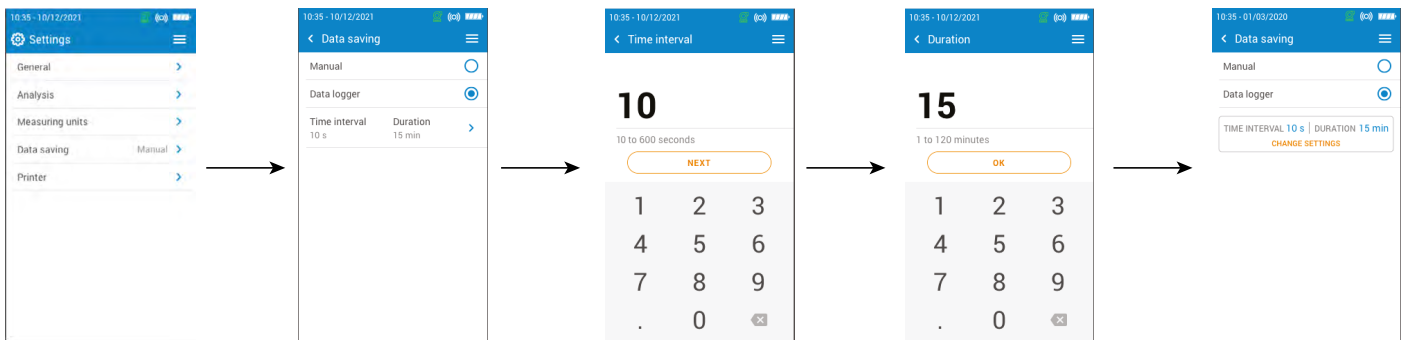 10:35 - 10/12/2021
Settings
General
Analysis
Measuring units
Data saving Manual
Printer
10:35 - 10/12/2021
Data saving
Manual
Data logger
Time interval Duration
10 s 15 min
10:35 - 10/12/2021
Time interval
10
10 to 600 seconds
NEXT
1 2 3
4 5 6
7 8 9
. 0
10:35 - 10/12/2021
Duration
15
1 to 120 minutes
OK
1 2 3
4 5 6
7 8 9
. 0
10:35 - 01/03/2020
Data saving
Manual
Data logger
TIME INTERVAL 10 s | DURATION 15 min
CHANGE SETTINGS